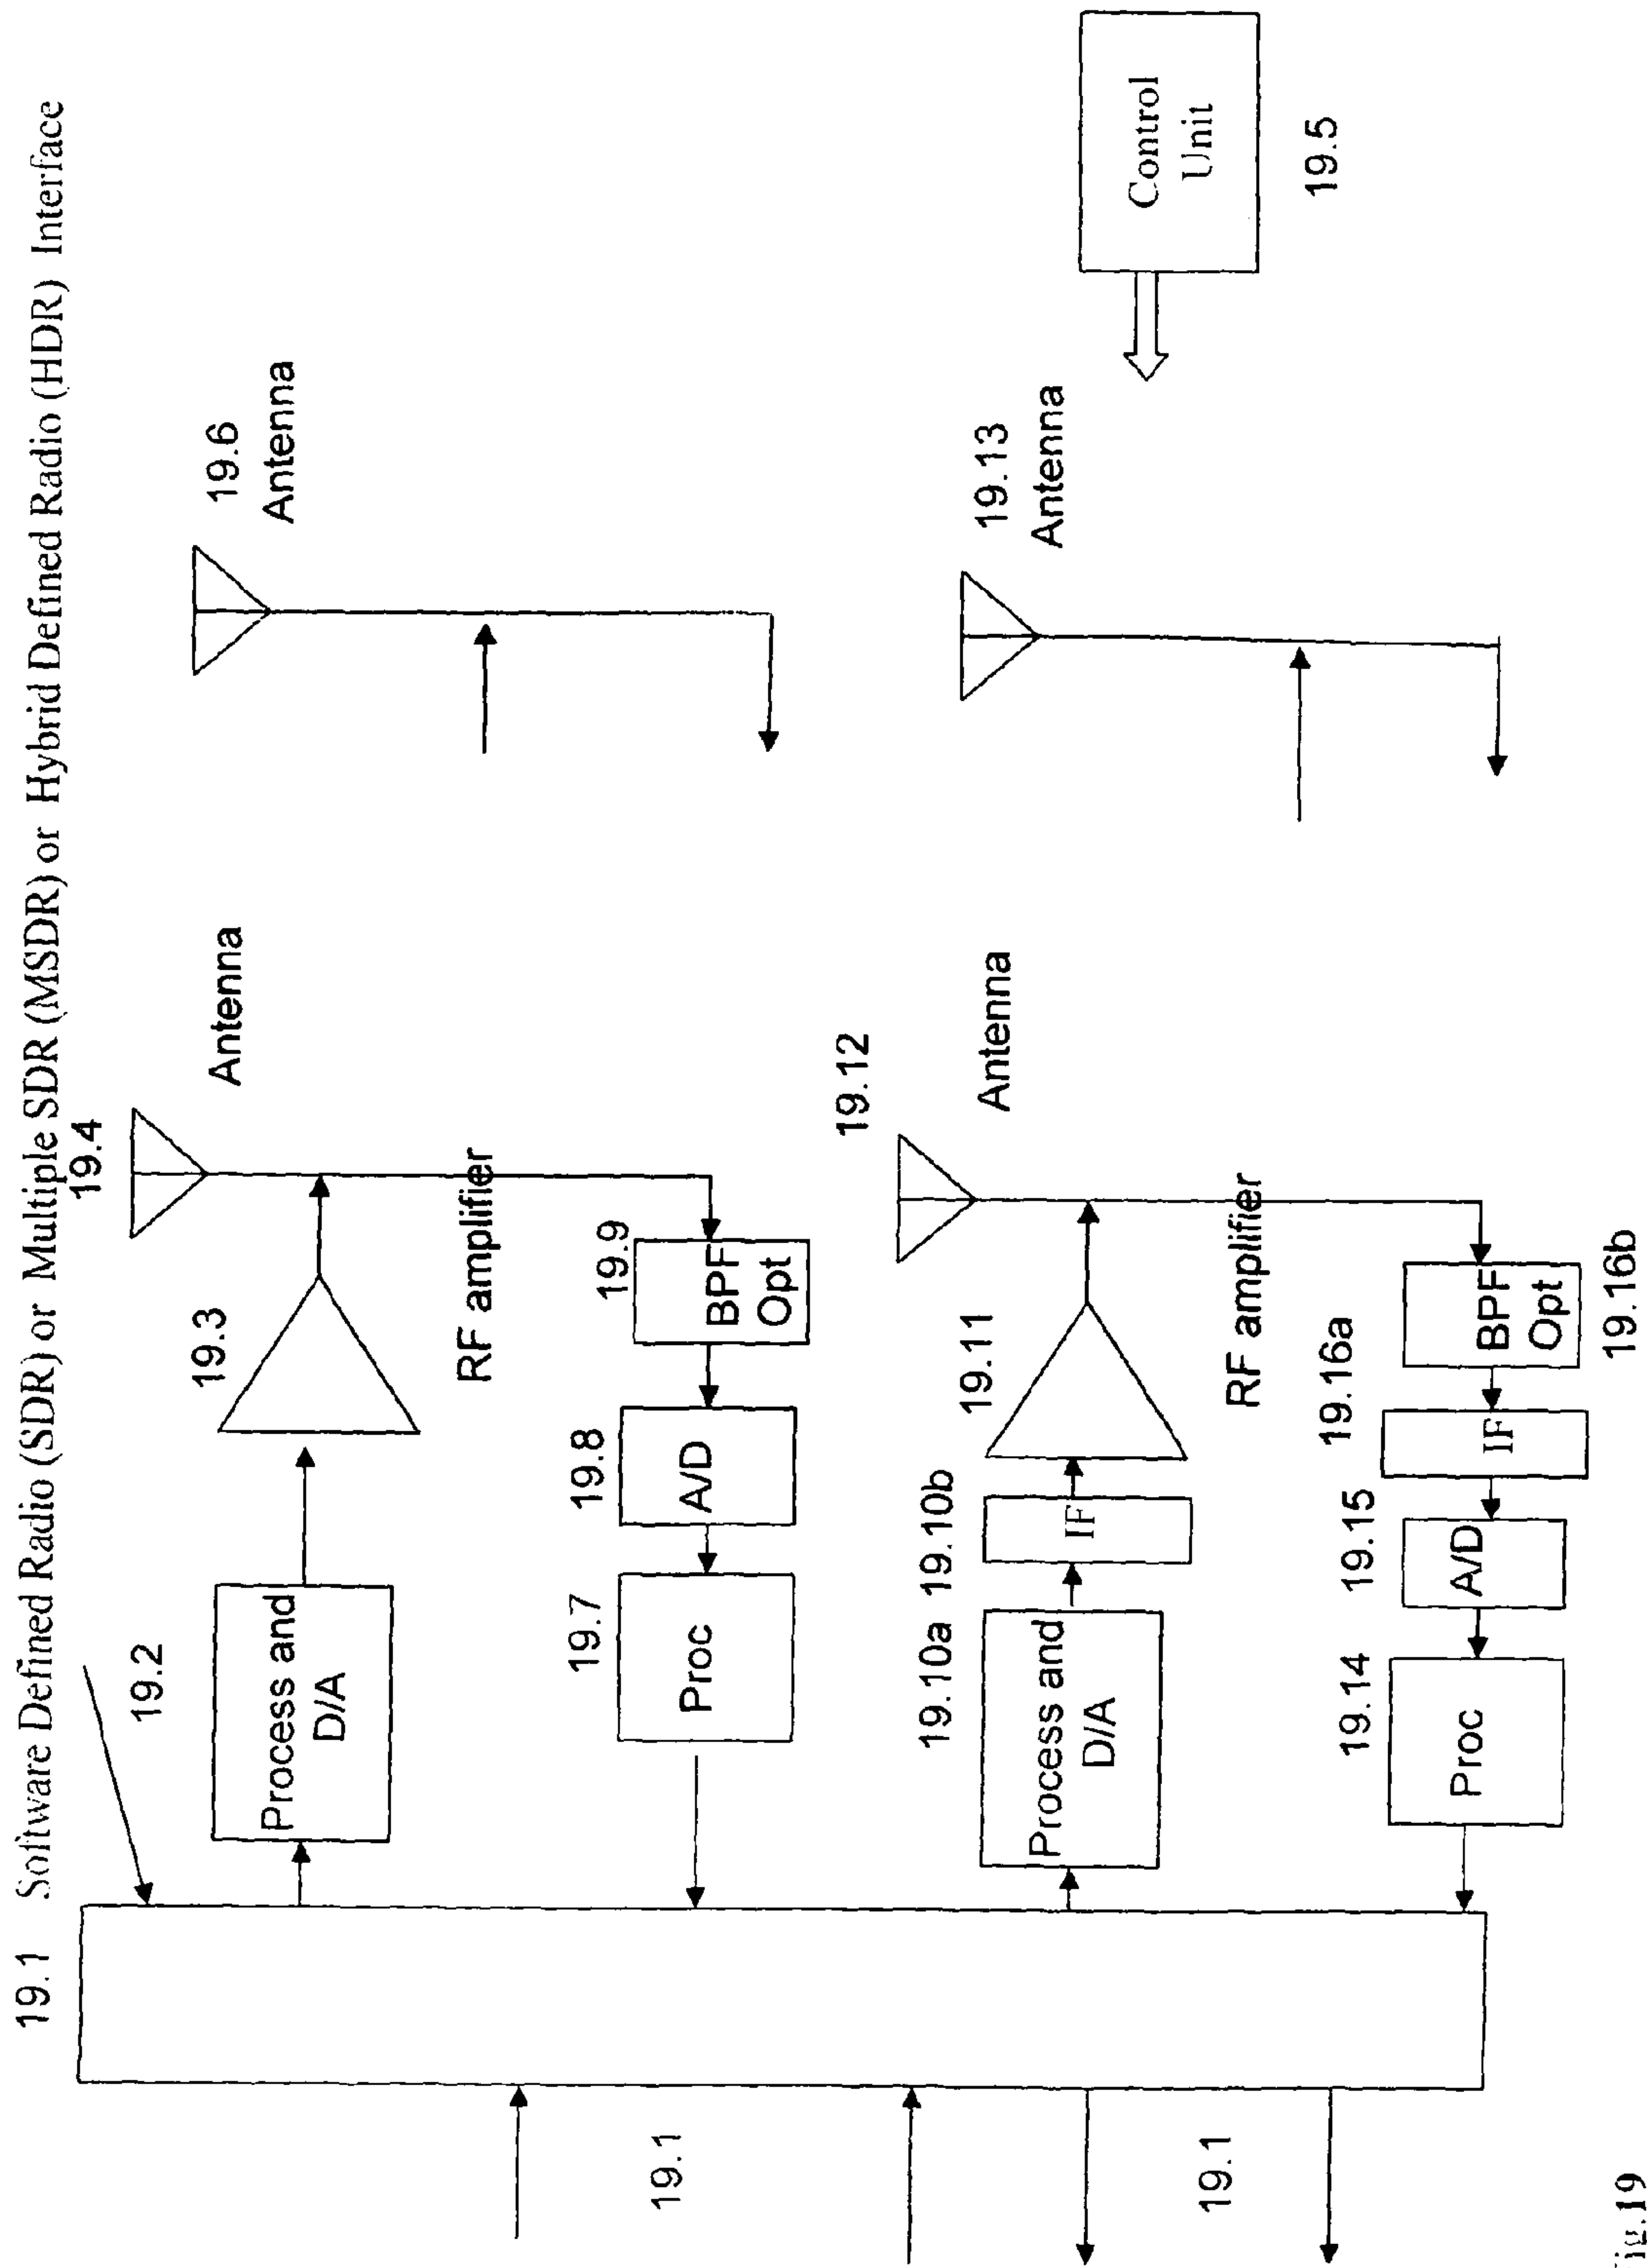 19.1 Software Defined Radio (SDR) or Multiple SDR (MSDR) or Hybrid Defined Radio (HDR) Interface
19.4
19.2
19.3
Antenna
19.6
Antenna
Process and
D/A
RF amplifier
19.7
19.8
19.9
Proc
A/D
BPF
Opt
19.1
19.12
19.10a
19.10b
19.11
Antenna
19.13
Antenna
Process and
D/A
IF
Control
Unit
RF amplifier
19.5
19.14
19.15
19.16a
19.1
Proc
A/D
IF
BPF
Opt
19.16b
ig.19